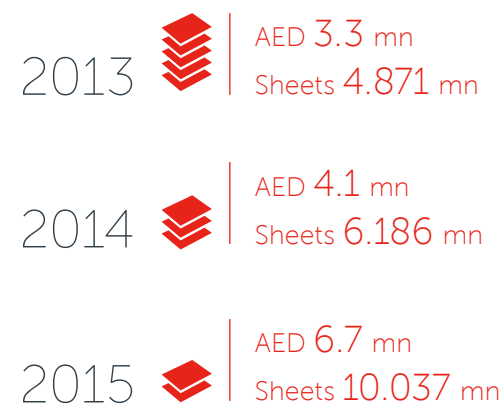 2013
AED 3.3 mn
Sheets 4.871 mn
2014
AED 4.1 mn
Sheets 6.186 mn
2015
AED 6.7 mn
Sheets 10.037 mn